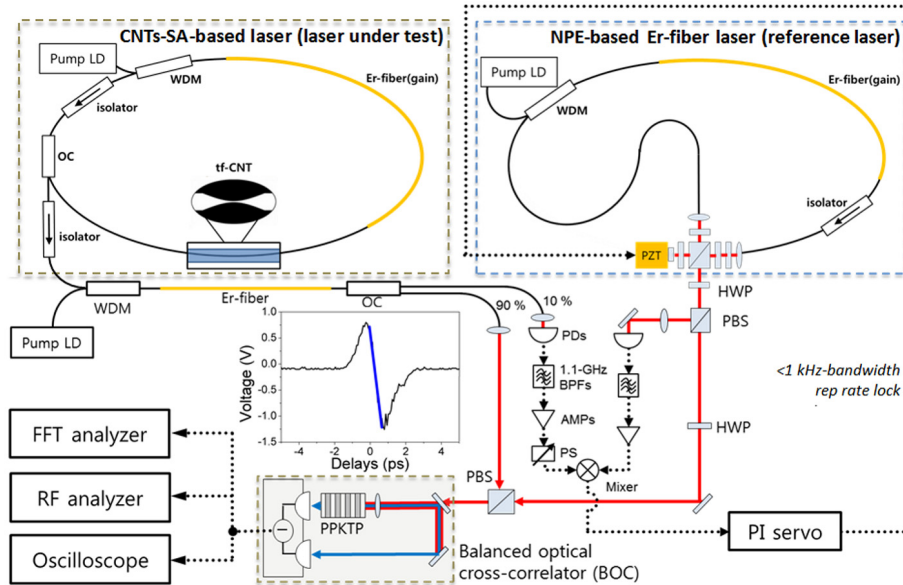 CNTs-SA-based laser (laser under test)
Pump LD
WDM
Er-fiber(gain)
isolator
OC
tf-CNT
isolator
NPE-based Er-fiber laser (reference laser)
Pump LD
WDM
Er-fiber(gain)
isolator
PZT
HWP
PBS
WDM
Er-fiber
OC
90 %
10 %
Pump LD
PDs
1.1-GHz
BPFs
AMPs
PS
Mixer
<1 kHz-bandwidth
rep rate lock
HWP
Voltage (V)
1.0
0.5
0.0
-0.5
-1.0
-1.5
-4
-2
0
2
4
Delays (ps)
FFT analyzer
RF analyzer
Oscilloscope
PBS
PPKTP
Balanced optical
cross-correlator (BOC)
PI servo